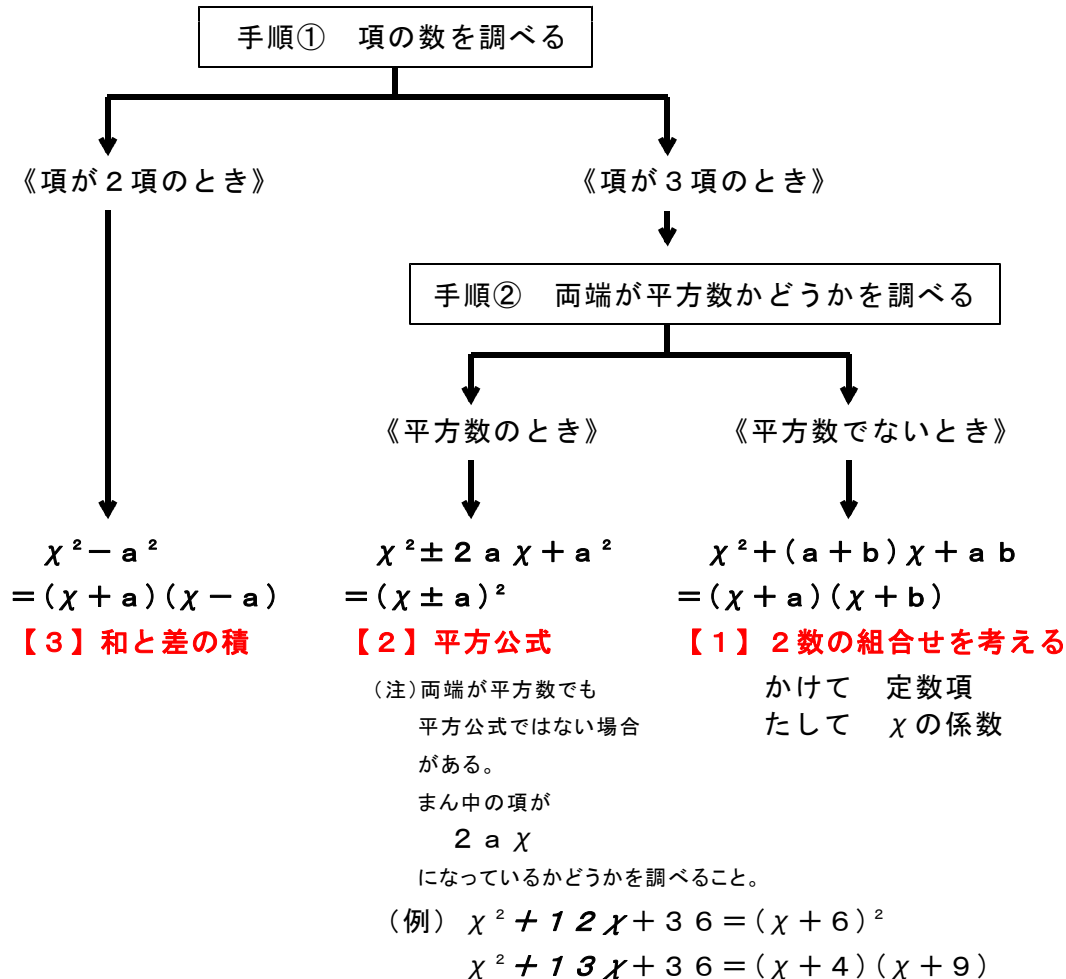 手順①　項の数を調べる
《項が２項のとき》
《項が３項のとき》
手順②　両端が平方数かどうかを調べる
《平方数のとき》
《平方数でないとき》
χ²－ａ²
＝(χ＋ａ)(χ－ａ)
【３】和と差の積
χ²±２ａχ＋ａ²
＝(χ±ａ)²
【２】平方公式
（注）両端が平方数でも
平方公式ではない場合
がある。
まん中の項が
２ａχ
になっているかどうかを調べること。
（例）χ²＋１２χ＋３６＝(χ＋６)²
χ²＋１３χ＋３６＝(χ＋４)(χ＋９)
χ²＋(ａ＋ｂ)χ＋ａｂ
＝(χ＋ａ)(χ＋ｂ)
【１】２数の組合せを考える
かけて　定数項
たして　χの係数